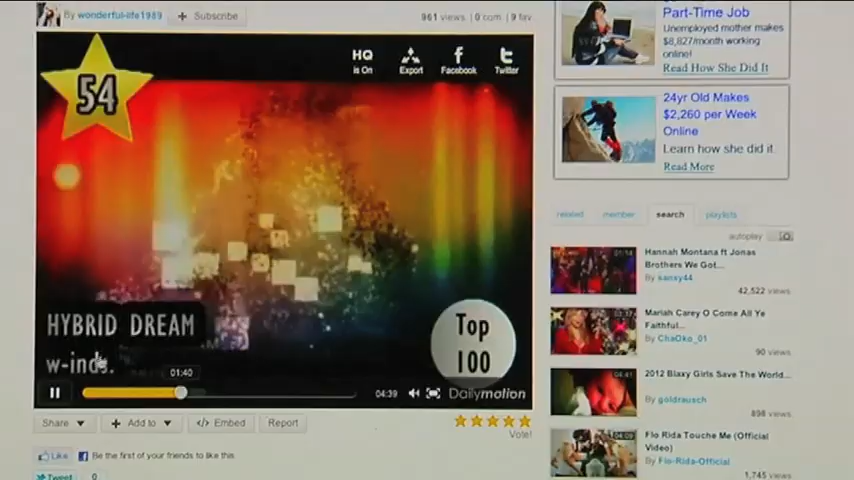 By wonderful-life1989
+ Subscribe
961 views | 0 com | 9 fav
54
HQ
is On
Export
Facebook
Twitter
HYBRID DREAM
w-inds.
Top
100
01:40
04:39
Dailymotion
Share
+ Add to
</> Embed
Report
Vote!
Like
Be the first of your friends to like this.
Tweet
0
Part-Time Job
Unemployed mother makes
$8,827/month working
online!
Read How She Did It
24yr Old Makes
$2,260 per Week
Online
Learn how she did it.
Read More
related
member
search
playlists
autoplay
01:14
Hannah Montana ft Jonas
Brothers We Got...
By sansy44
42,522 views
03:37
Mariah Carey O Come All Ye
Faithful...
By ChaOko_01
90 views
04:41
2012 Blaxy Girls Save The World...
By goldrausch
898 views
Flo Rida Touche Me (Official
Video)
By Flo-Rida-Official
1,745 views